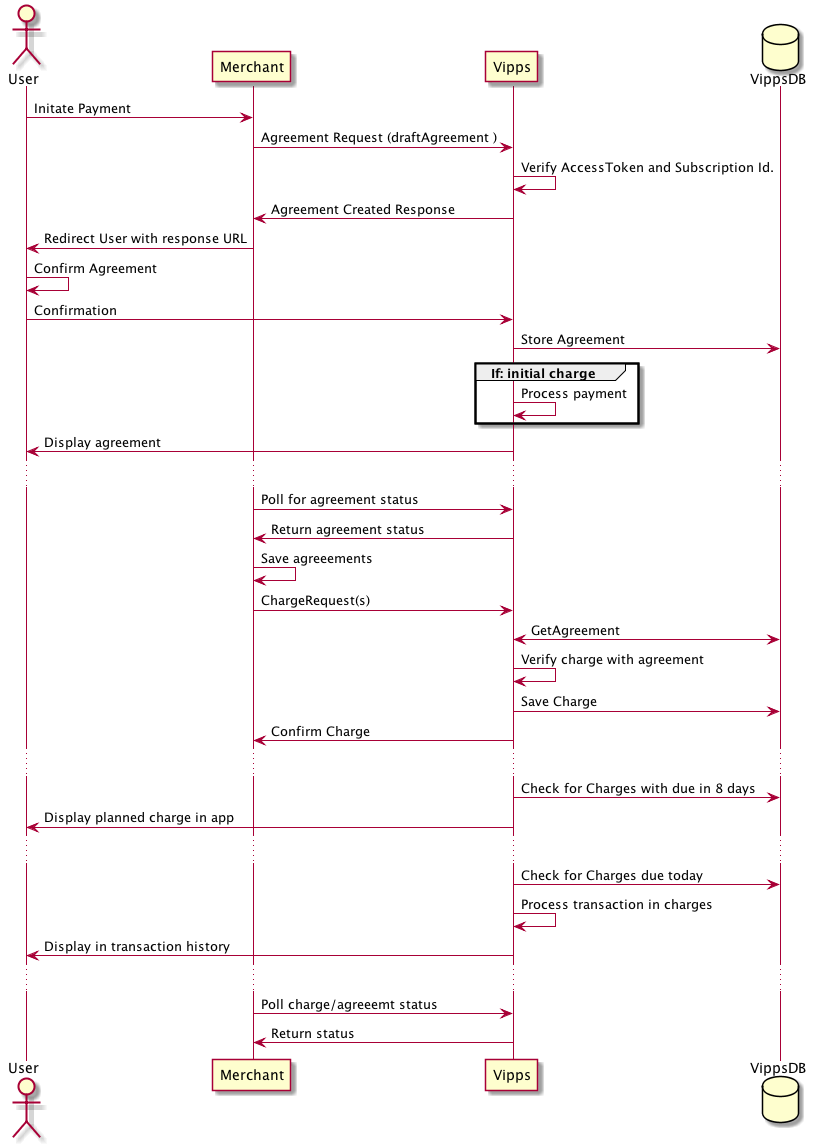 User
Merchant
Vipps
VippsDB
Initate Payment
Agreement Request (draftAgreement )
Verify AccessToken and Subscription Id.
Agreement Created Response
Redirect User with response URL
Confirm Agreement
Confirmation
Store Agreement
If: initial charge
Process payment
Display agreement
Poll for agreement status
Return agreement status
Save agreeements
ChargeRequest(s)
GetAgreement
Verify charge with agreement
Save Charge
Confirm Charge
Check for Charges with due in 8 days
Display planned charge in app
Check for Charges due today
Process transaction in charges
Display in transaction history
Poll charge/agreeemt status
Return status
User
Merchant
Vipps
VippsDB